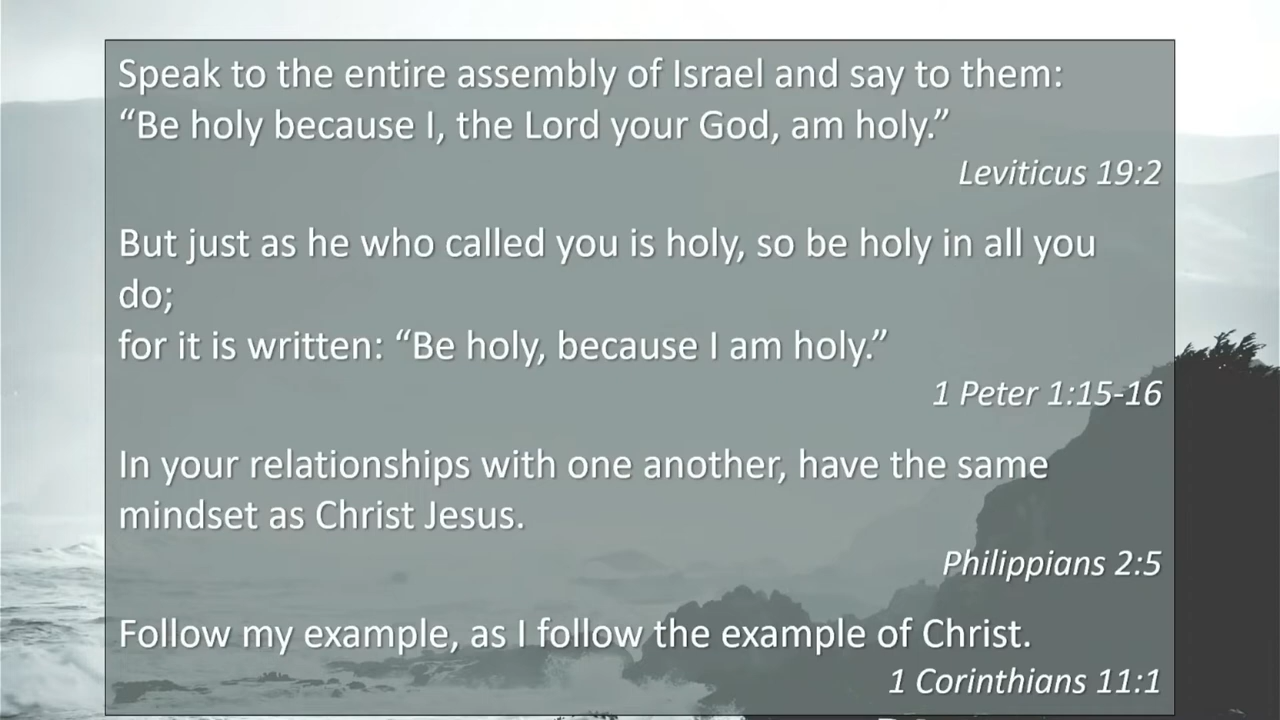 Speak to the entire assembly of Israel and say to them:
“Be holy because I, the Lord your God, am holy.”
Leviticus 19:2
But just as he who called you is holy, so be holy in all you
do;
for it is written: “Be holy, because I am holy.”
1 Peter 1:15-16
In your relationships with one another, have the same
mindset as Christ Jesus.
Philippians 2:5
Follow my example, as I follow the example of Christ.
1 Corinthians 11:1